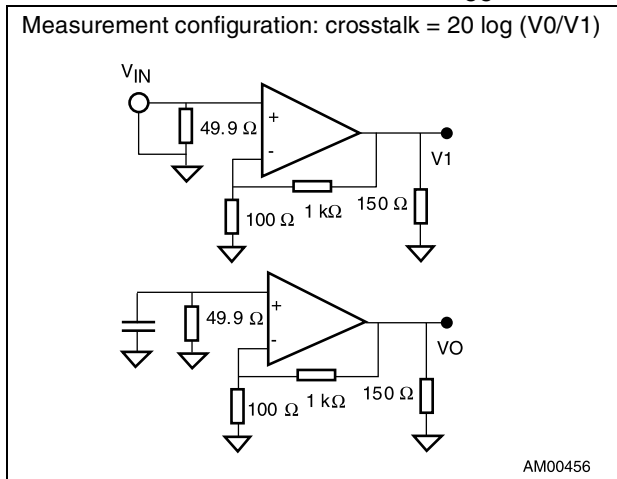 Measurement configuration: crosstalk = 20 log (V0/V1)
VIN
49.9 Ω
+
-
V1
100 Ω
1 kΩ
150 Ω
49.9 Ω
+
-
VO
100 Ω
1 kΩ
150 Ω
AM00456